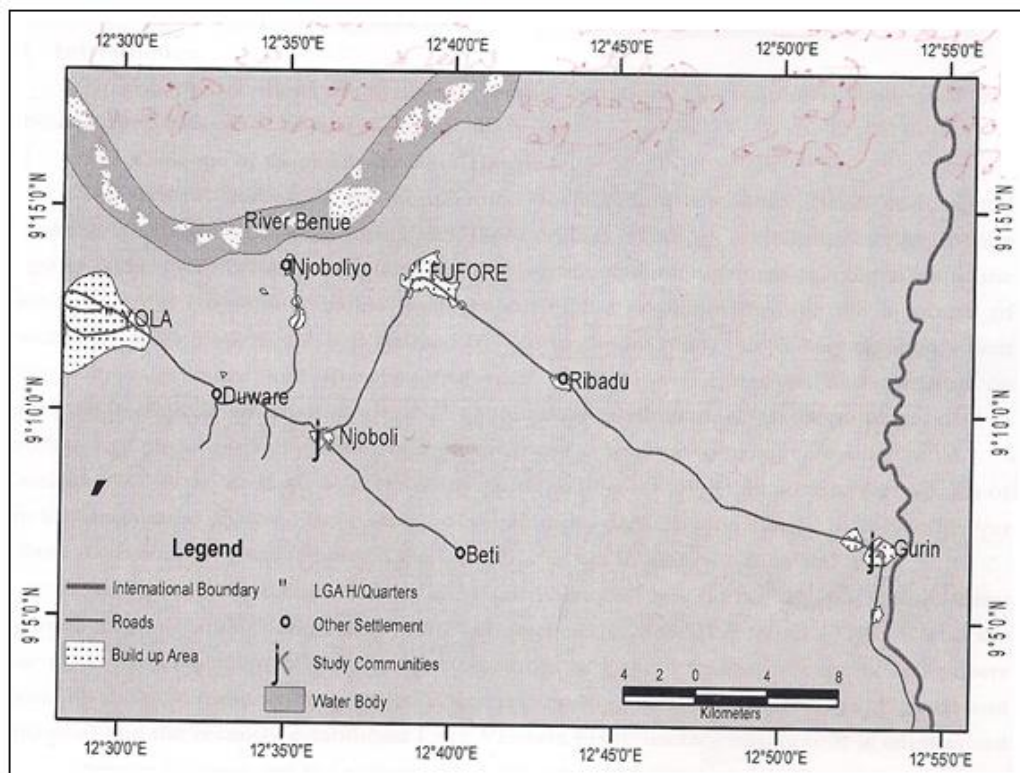 12°30'0"E 12°35'0"E 12°40'0"E 12°45'0"E 12°50'0"E 12°55'0"E
9°15'0"N
9°15'0"N
River Benue
Njoboliyo
FUFORE
" YOLA
Ribadu
Duware
9°10'0"N
9°10'0"N
Njoboli
Legend
Beti
Gurin
International Boundary
" LGA H/Quarters
Roads
Other Settlement
9°5'0"N
9°5'0"N
Build up Area
Study Communities
Water Body
4 2 0 4 8
Kilometers
12°30'0"E 12°35'0"E 12°40'0"E 12°45'0"E 12°50'0"E 12°55'0"E